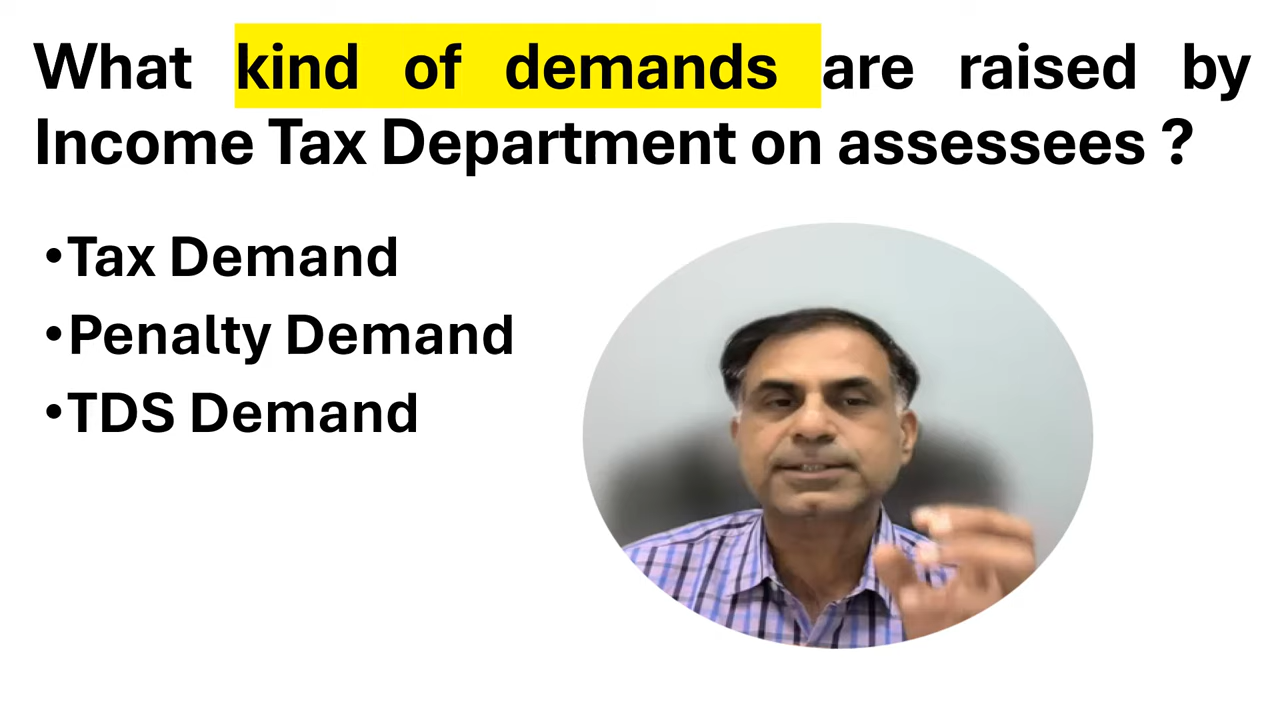 What kind of demands are raised by
Income Tax Department on assessees ?
•Tax Demand
•Penalty Demand
•TDS Demand